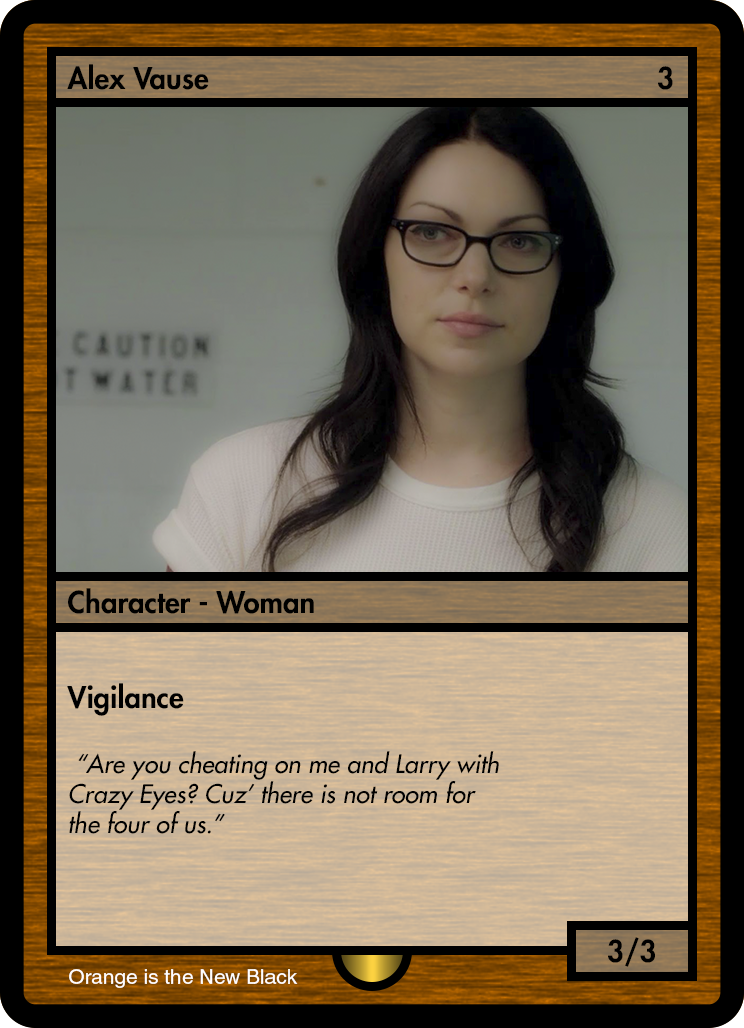 Alex Vause 3
CAUTION
T WATER
Character - Woman
Vigilance
“Are you cheating on me and Larry with
Crazy Eyes? Cuz’ there is not room for
the four of us.”
3/3
Orange is the New Black